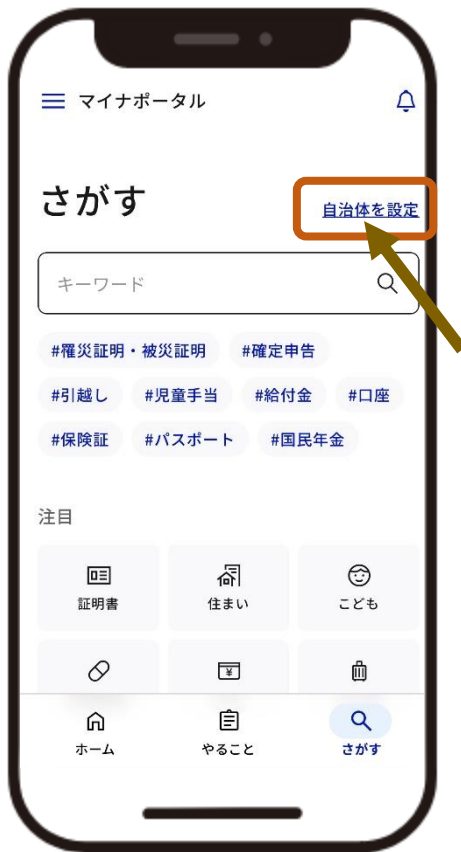 マイナポータル
さがす
自治体を設定
キーワード
#罹災証明・被災証明 #確定申告
#引越し #児童手当 #給付金 #口座
#保険証 #パスポート #国民年金
注目
証明書 住まい こども
¥
ホーム やること さがす